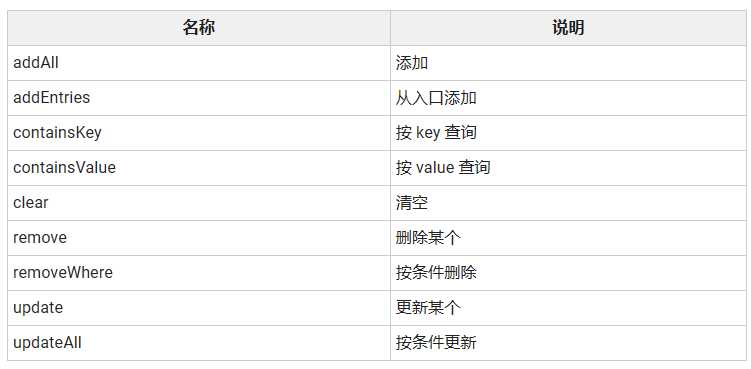 名称 说明
addAll 添加
addEntries 从入口添加
containsKey 按 key 查询
containsValue 按 value 查询
clear 清空
remove 删除某个
removeWhere 按条件删除
update 更新某个
updateAll 按条件更新